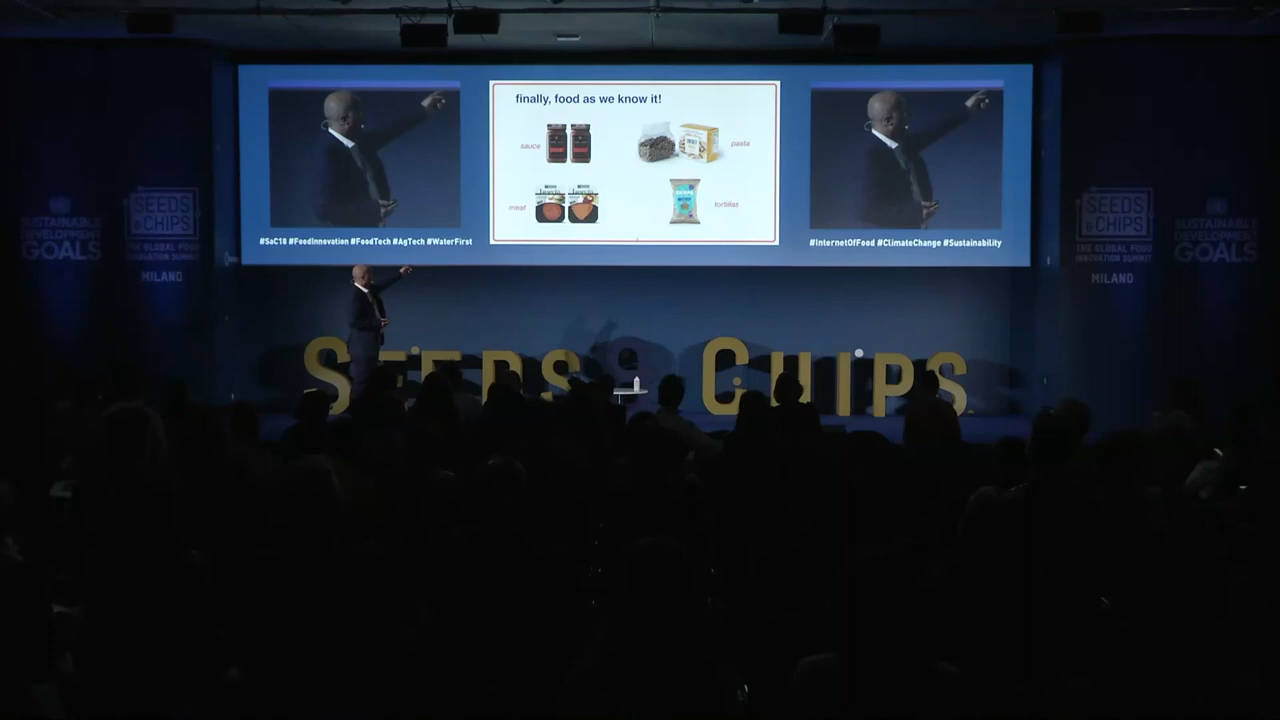 finally, food as we know it!
sauce
pasta
meat
tortillas
#SaC18 #FoodInnovation #FoodTech #AgTech #WaterFirst
#InternetOfFood #ClimateChange #Sustainability
SUSTAINABLE
DEVELOPMENT
GOALS
SEEDS
&CHIPS
THE GLOBAL FOOD
INNOVATION SUMMIT
MILANO
SEEDS
&CHIPS
THE GLOBAL FOOD
INNOVATION SUMMIT
MILANO
SUSTAINABLE
DEVELOPMENT
GOALS
SEEDS & CHIPS